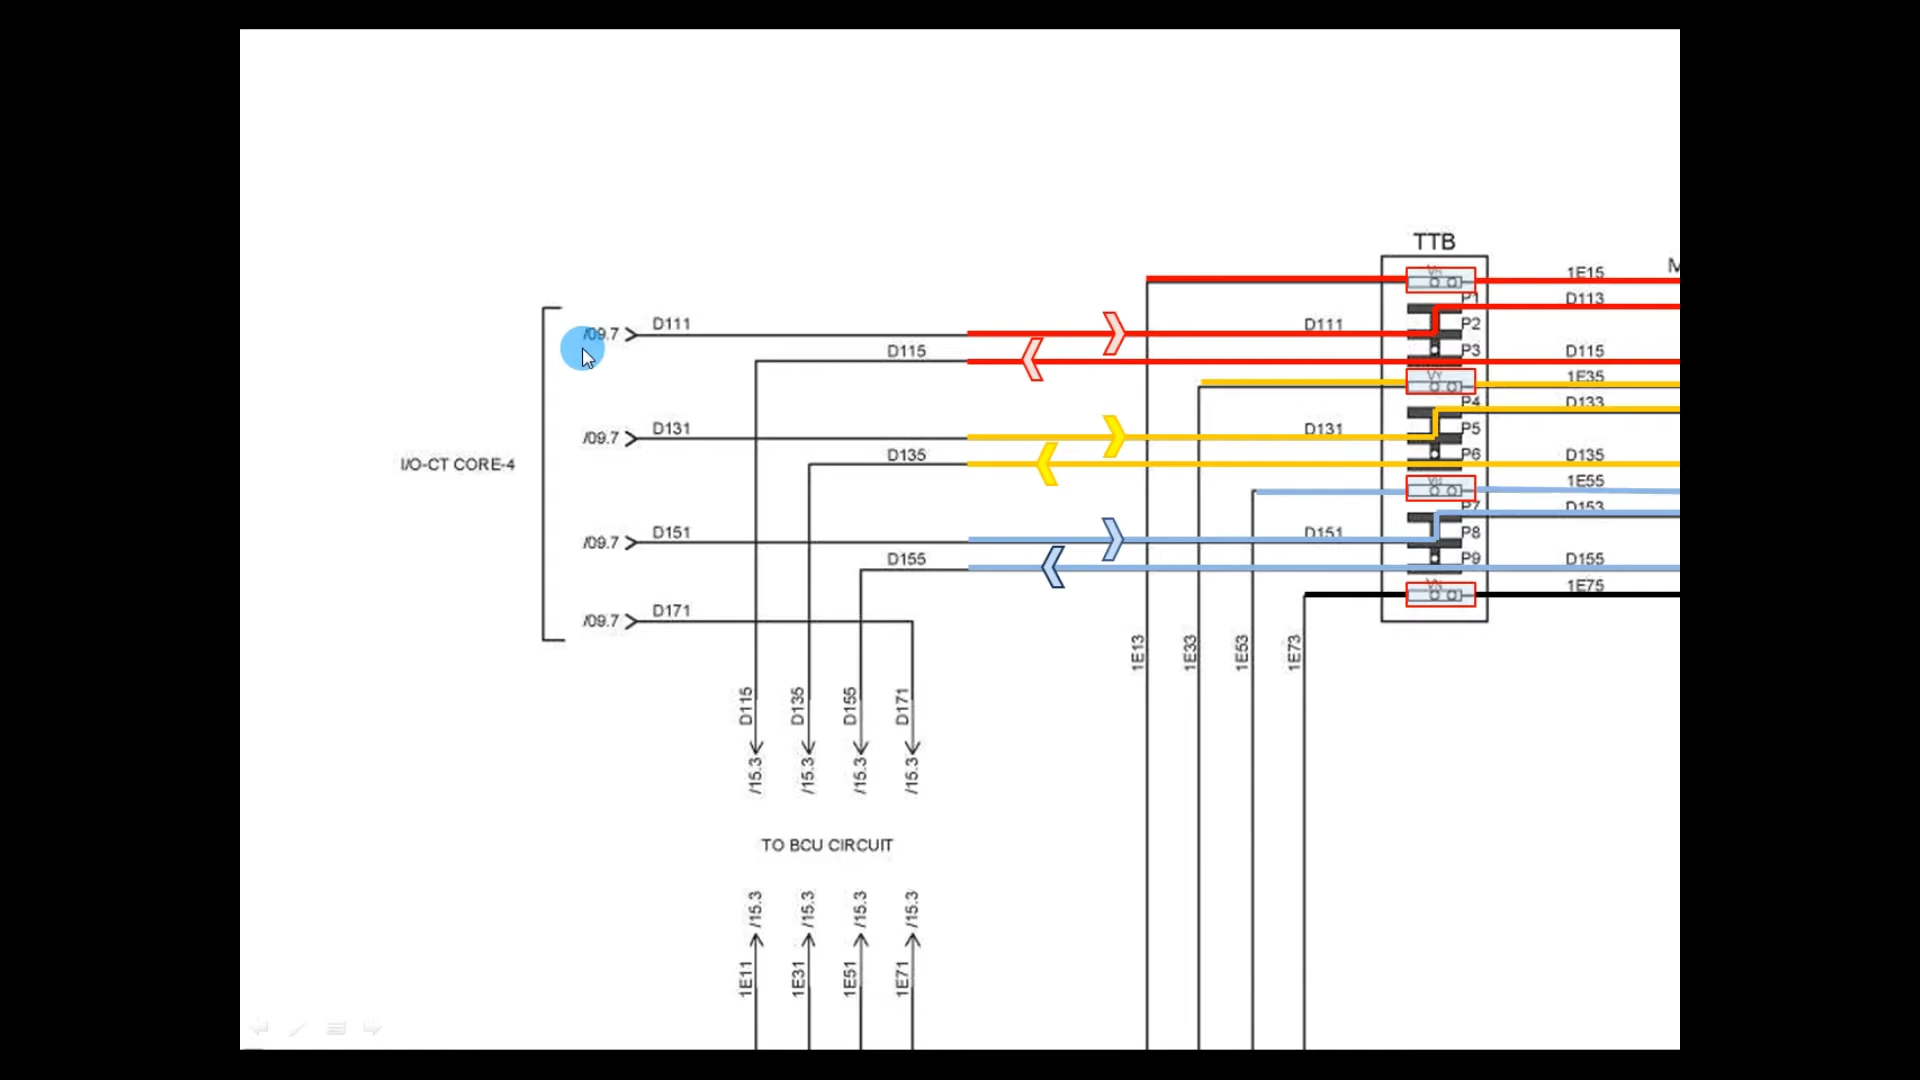 TTB
M
VR
1E15
P1
D113
/09.7
D111
D111
P2
D115
P3
D115
VY
1E35
P4
D133
/09.7
D131
D131
P5
D135
P6
D135
I/O-CT CORE-4
1E55
P7
D153
/09.7
D151
D151
P8
D155
P9
D155
1E75
/09.7
D171
1E13
1E33
1E53
1E73
D115
D135
D155
D171
/15.3
/15.3
/15.3
/15.3
TO BCU CIRCUIT
/15.3
/15.3
/15.3
/15.3
1E11
1E31
1E51
1E71